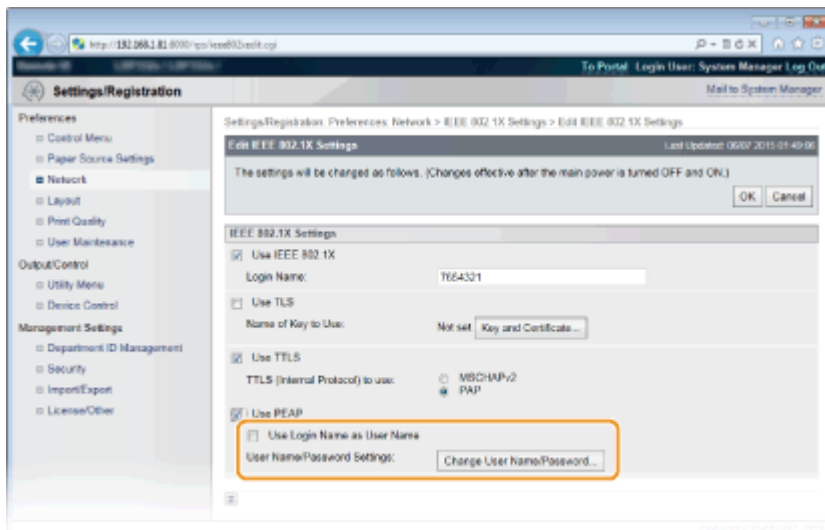 http://192.168.1.81:8000/rps/ieee802xedit.cgi
To Portal Login User: System Manager Log Out
Settings/Registration
Mail to System Manager
Preferences
Control Menu
Paper Source Settings
Network
Layout
Print Quality
User Maintenance
Output/Control
Utility Menu
Device Control
Management Settings
Department ID Management
Security
Import/Export
License/Other
Settings/Registration: Preferences: Network > IEEE 802.1X Settings > Edit IEEE 802.1X Settings
Edit IEEE 802.1X Settings
Last Updated: 06/07 2015 01:49:06
The settings will be changed as follows. (Changes effective after the main power is turned OFF and ON.)
OK Cancel
IEEE 802.1X Settings
Use IEEE 802.1X
Login Name: 7654321
Use TLS
Name of Key to Use: Not set Key and Certificate...
Use TTLS
TTLS (Internal Protocol) to use: MSCHAPv2
PAP
Use PEAP
Use Login Name as User Name
User Name/Password Settings: Change User Name/Password...